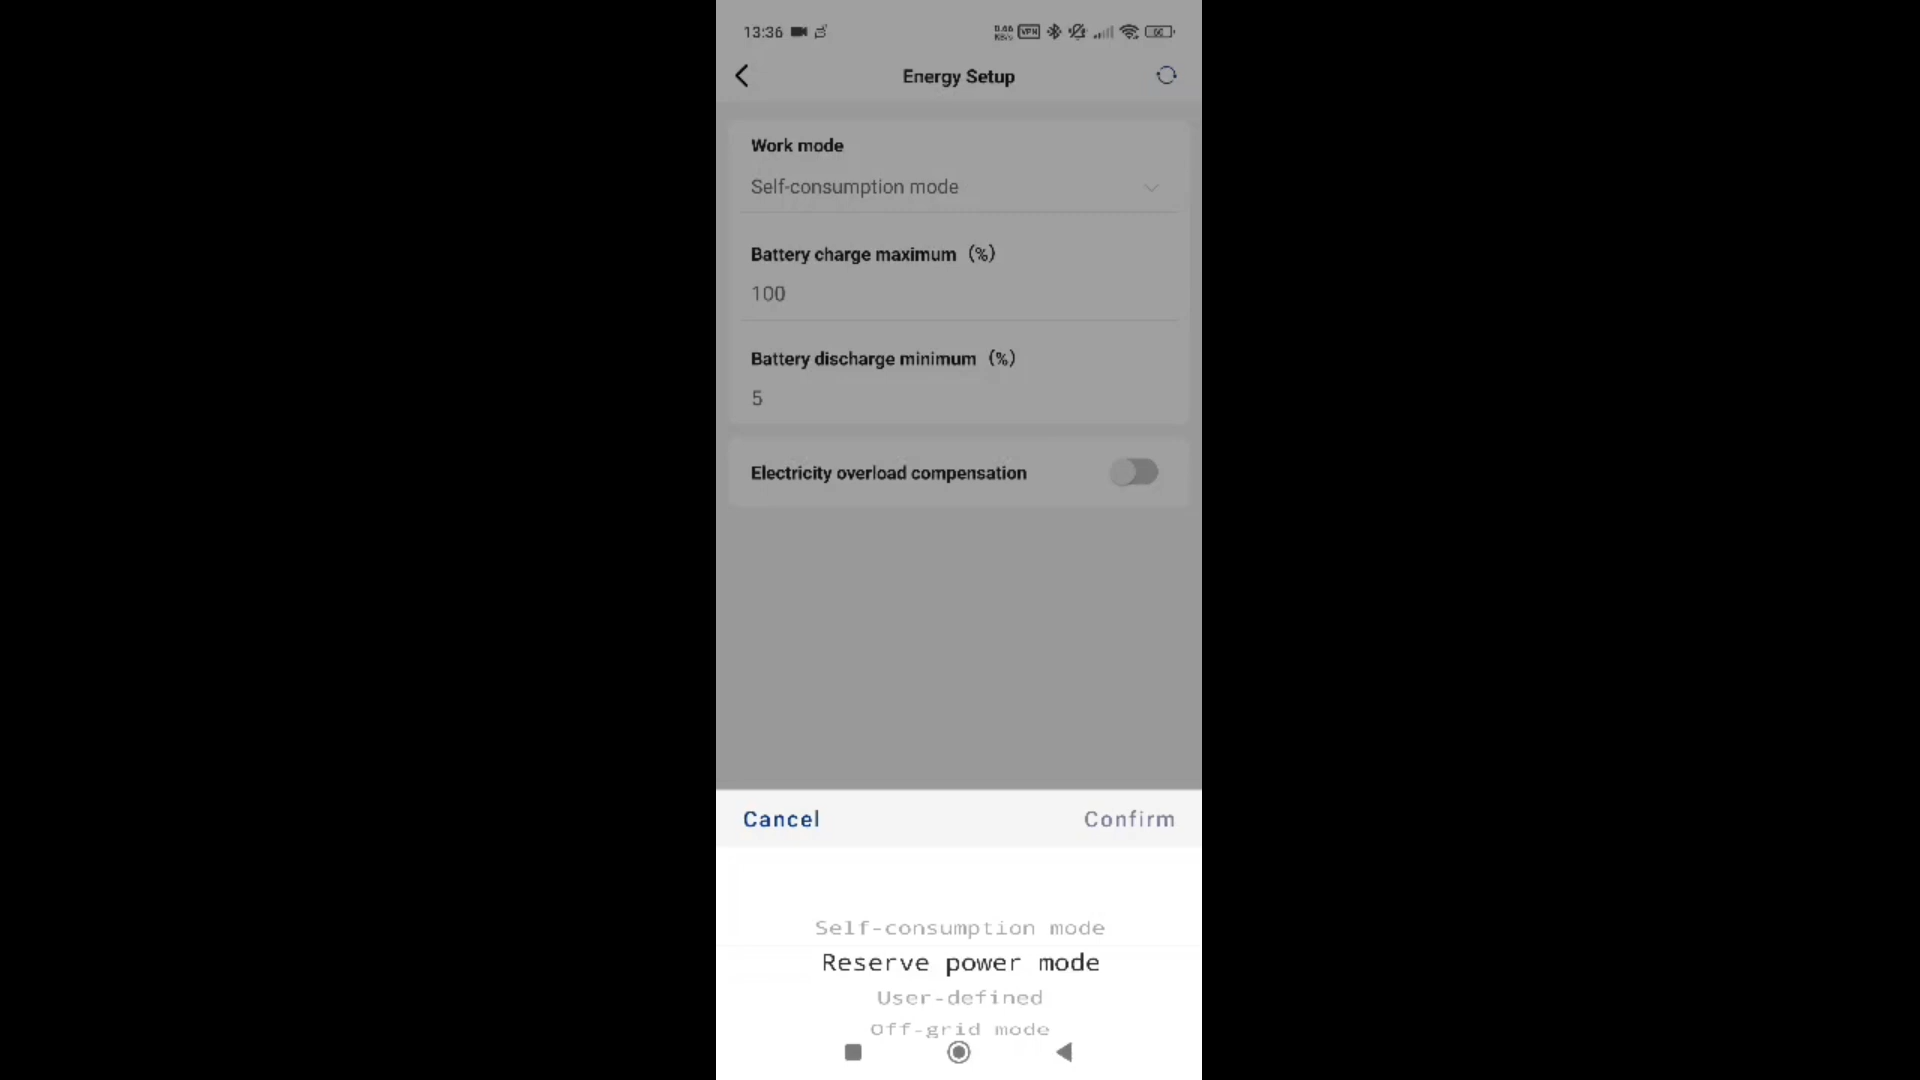 13:36 VPN
Energy Setup
Work mode
Self-consumption mode
Battery charge maximum (%)
100
Battery discharge minimum (%)
5
Electricity overload compensation
Cancel Confirm
Self-consumption mode
Reserve power mode
User-defined
Off-grid mode